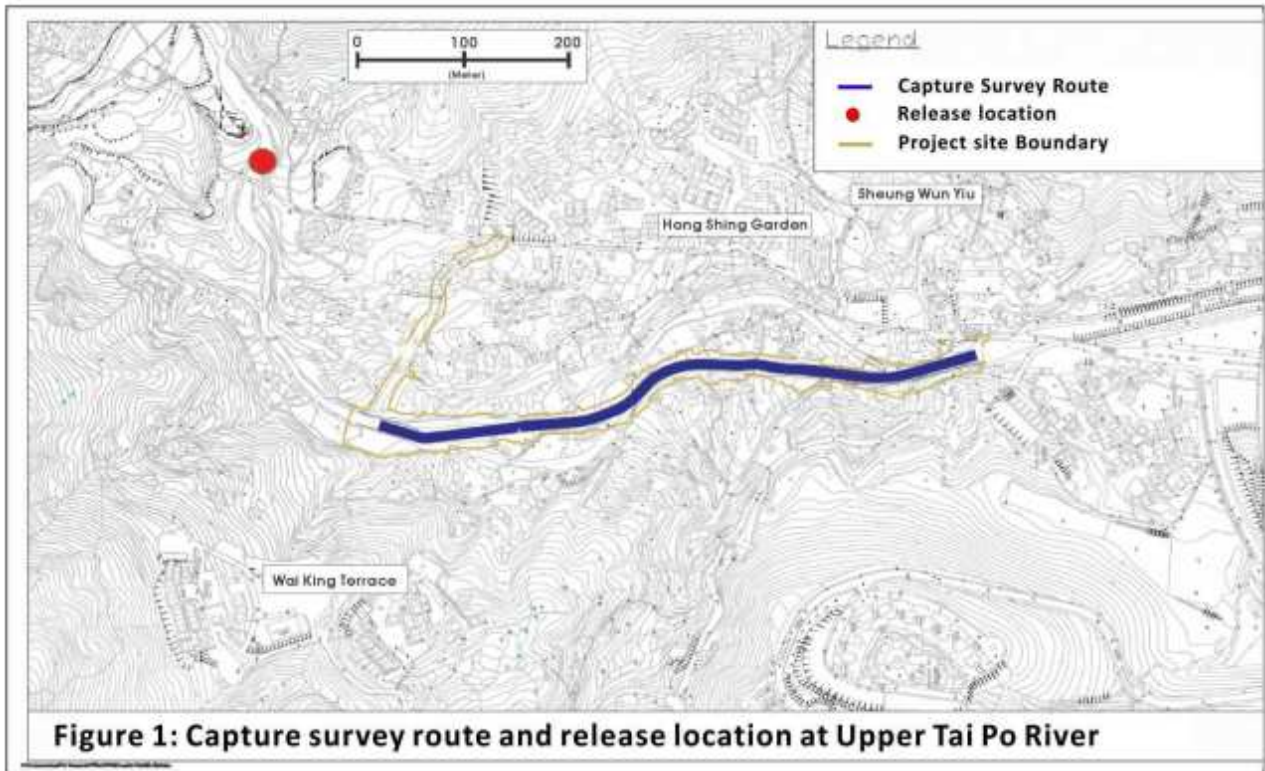 0 100 200
(Meter)
Legend
Capture Survey Route
Release location
Project site Boundary
Sheung Wun Yiu
Hong Shing Garden
Wai King Terrace
Figure 1: Capture survey route and release location at Upper Tai Po River